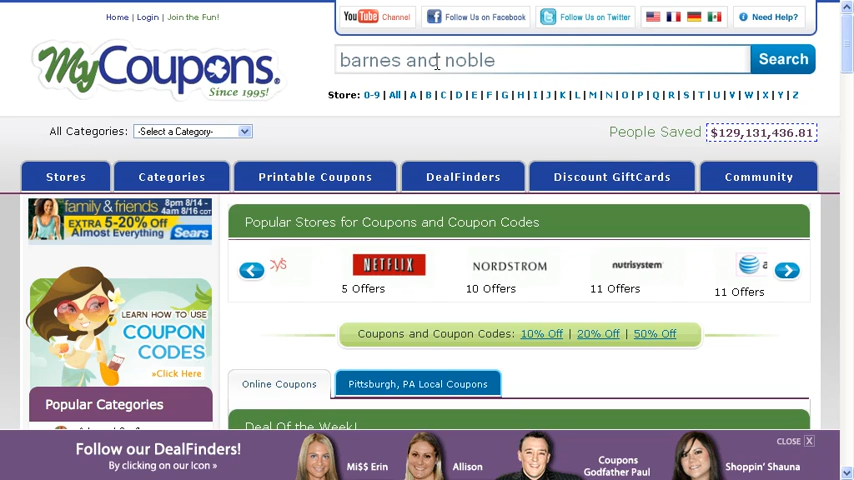 Home | Login | Join the Fun!
You Tube Channel
Follow Us on Facebook
Follow Us on Twitter
Need Help?
MyCoupons.
Since 1995!
barnes and noble
Search
Store: 0-9 | All | A | B | C | D | E | F | G | H | I | J | K | L | M | N | O | P | Q | R | S | T | U | V | W | X | Y | Z
All Categories: -Select a Category-
People Saved $129,131,436.81
Stores
Categories
Printable Coupons
DealFinders
Discount GiftCards
Community
family & friends
8pm 8/14 -
4am 8/16 CDT
EXTRA 5-20% Off
Almost Everything
Sears
LEARN HOW TO USE
COUPON
CODES
»Click Here
Popular Categories
Popular Stores for Coupons and Coupon Codes
NETFLIX
5 Offers
NORDSTROM
10 Offers
nutrisystem
11 Offers
11 Offers
Coupons and Coupon Codes: 10% Off | 20% Off | 50% Off
Online Coupons
Pittsburgh, PA Local Coupons
Deal Of the Week!
Follow our DealFinders!
By clicking on our Icon »
Mi$$ Erin
Allison
Coupons
Godfather Paul
Shoppin' Shauna
CLOSE X